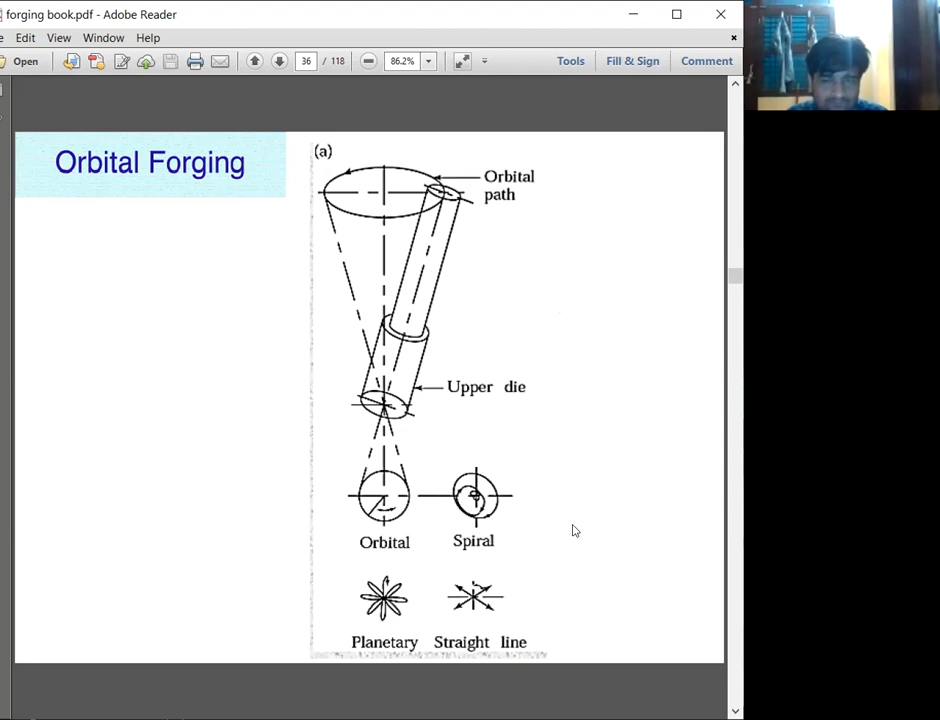 forging book.pdf - Adobe Reader
Edit View Window Help
Open 36 / 118 86.2% Tools Fill & Sign Comment
Orbital Forging
(a)
Orbital
path
Upper die
Orbital Spiral
Planetary Straight line